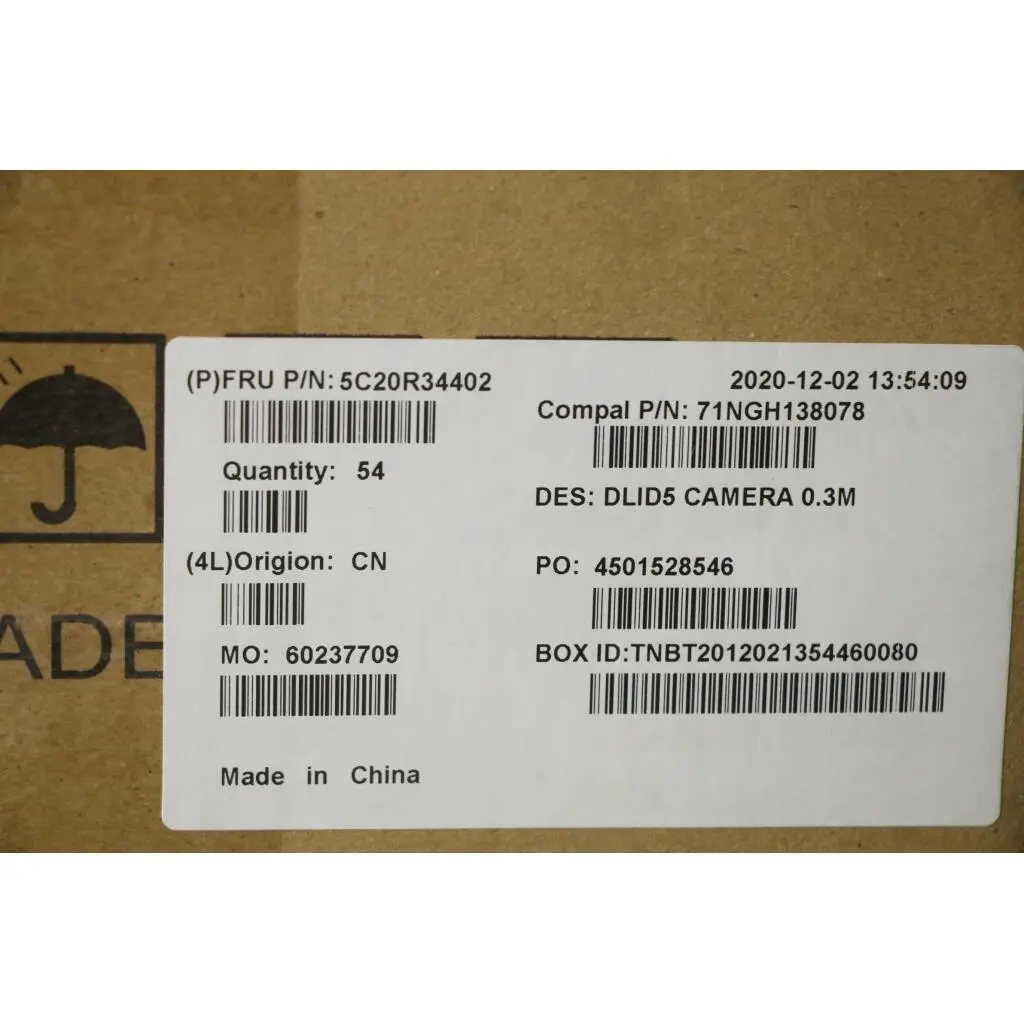 (P)FRU P/N: 5C20R34402
2020-12-02 13:54:09
Compal P/N: 71NGH138078
Quantity: 54
DES: DLID5 CAMERA 0.3M
(4L)Origion: CN
PO: 4501528546
MO: 60237709
BOX ID:TNBT2012021354460080
Made in China
ADE